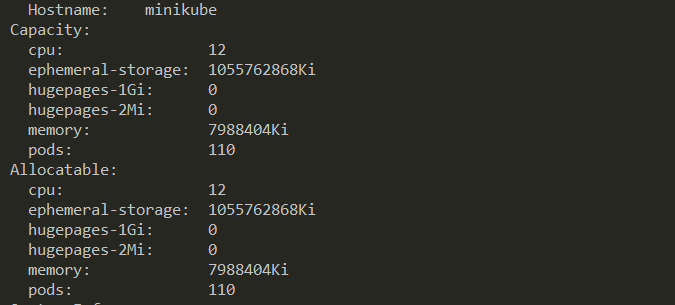 Hostname:    minikube
Capacity:
  cpu:                12
  ephemeral-storage:  1055762868Ki
  hugepages-1Gi:      0
  hugepages-2Mi:      0
  memory:             7988404Ki
  pods:               110
Allocatable:
  cpu:                12
  ephemeral-storage:  1055762868Ki
  hugepages-1Gi:      0
  hugepages-2Mi:      0
  memory:             7988404Ki
  pods:               110